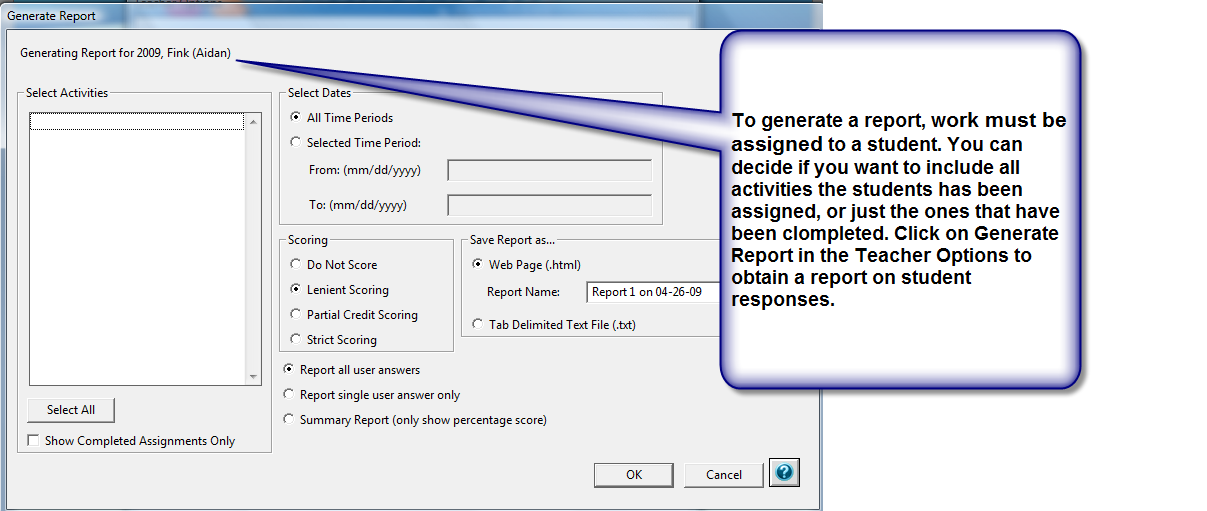 Generate Report
Generating Report for 2009, Fink (Aidan)
Select Activities
Select All
Show Completed Assignments Only
Select Dates
All Time Periods
Selected Time Period:
From: (mm/dd/yyyy)
To: (mm/dd/yyyy)
Scoring
Do Not Score
Lenient Scoring
Partial Credit Scoring
Strict Scoring
Save Report as...
Web Page (.html)
Report Name: Report 1 on 04-26-09
Tab Delimited Text File (.txt)
Report all user answers
Report single user answer only
Summary Report (only show percentage score)
OK Cancel ?
To generate a report, work must be
assigned to a student. You can
decide if you want to include all
activities the students has been
assigned, or just the ones that have
been clompleted. Click on Generate
Report in the Teacher Options to
obtain a report on student
responses.